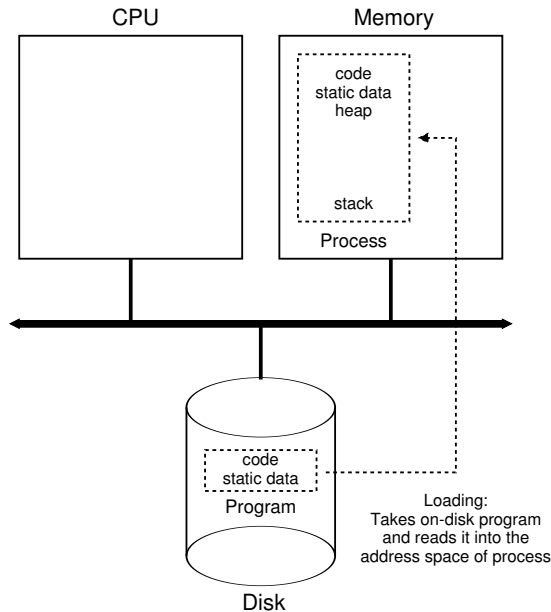 CPU
Memory
code
static data
heap
stack
Process
code
static data
Program
Loading:
Takes on-disk program
and reads it into the
address space of process
Disk